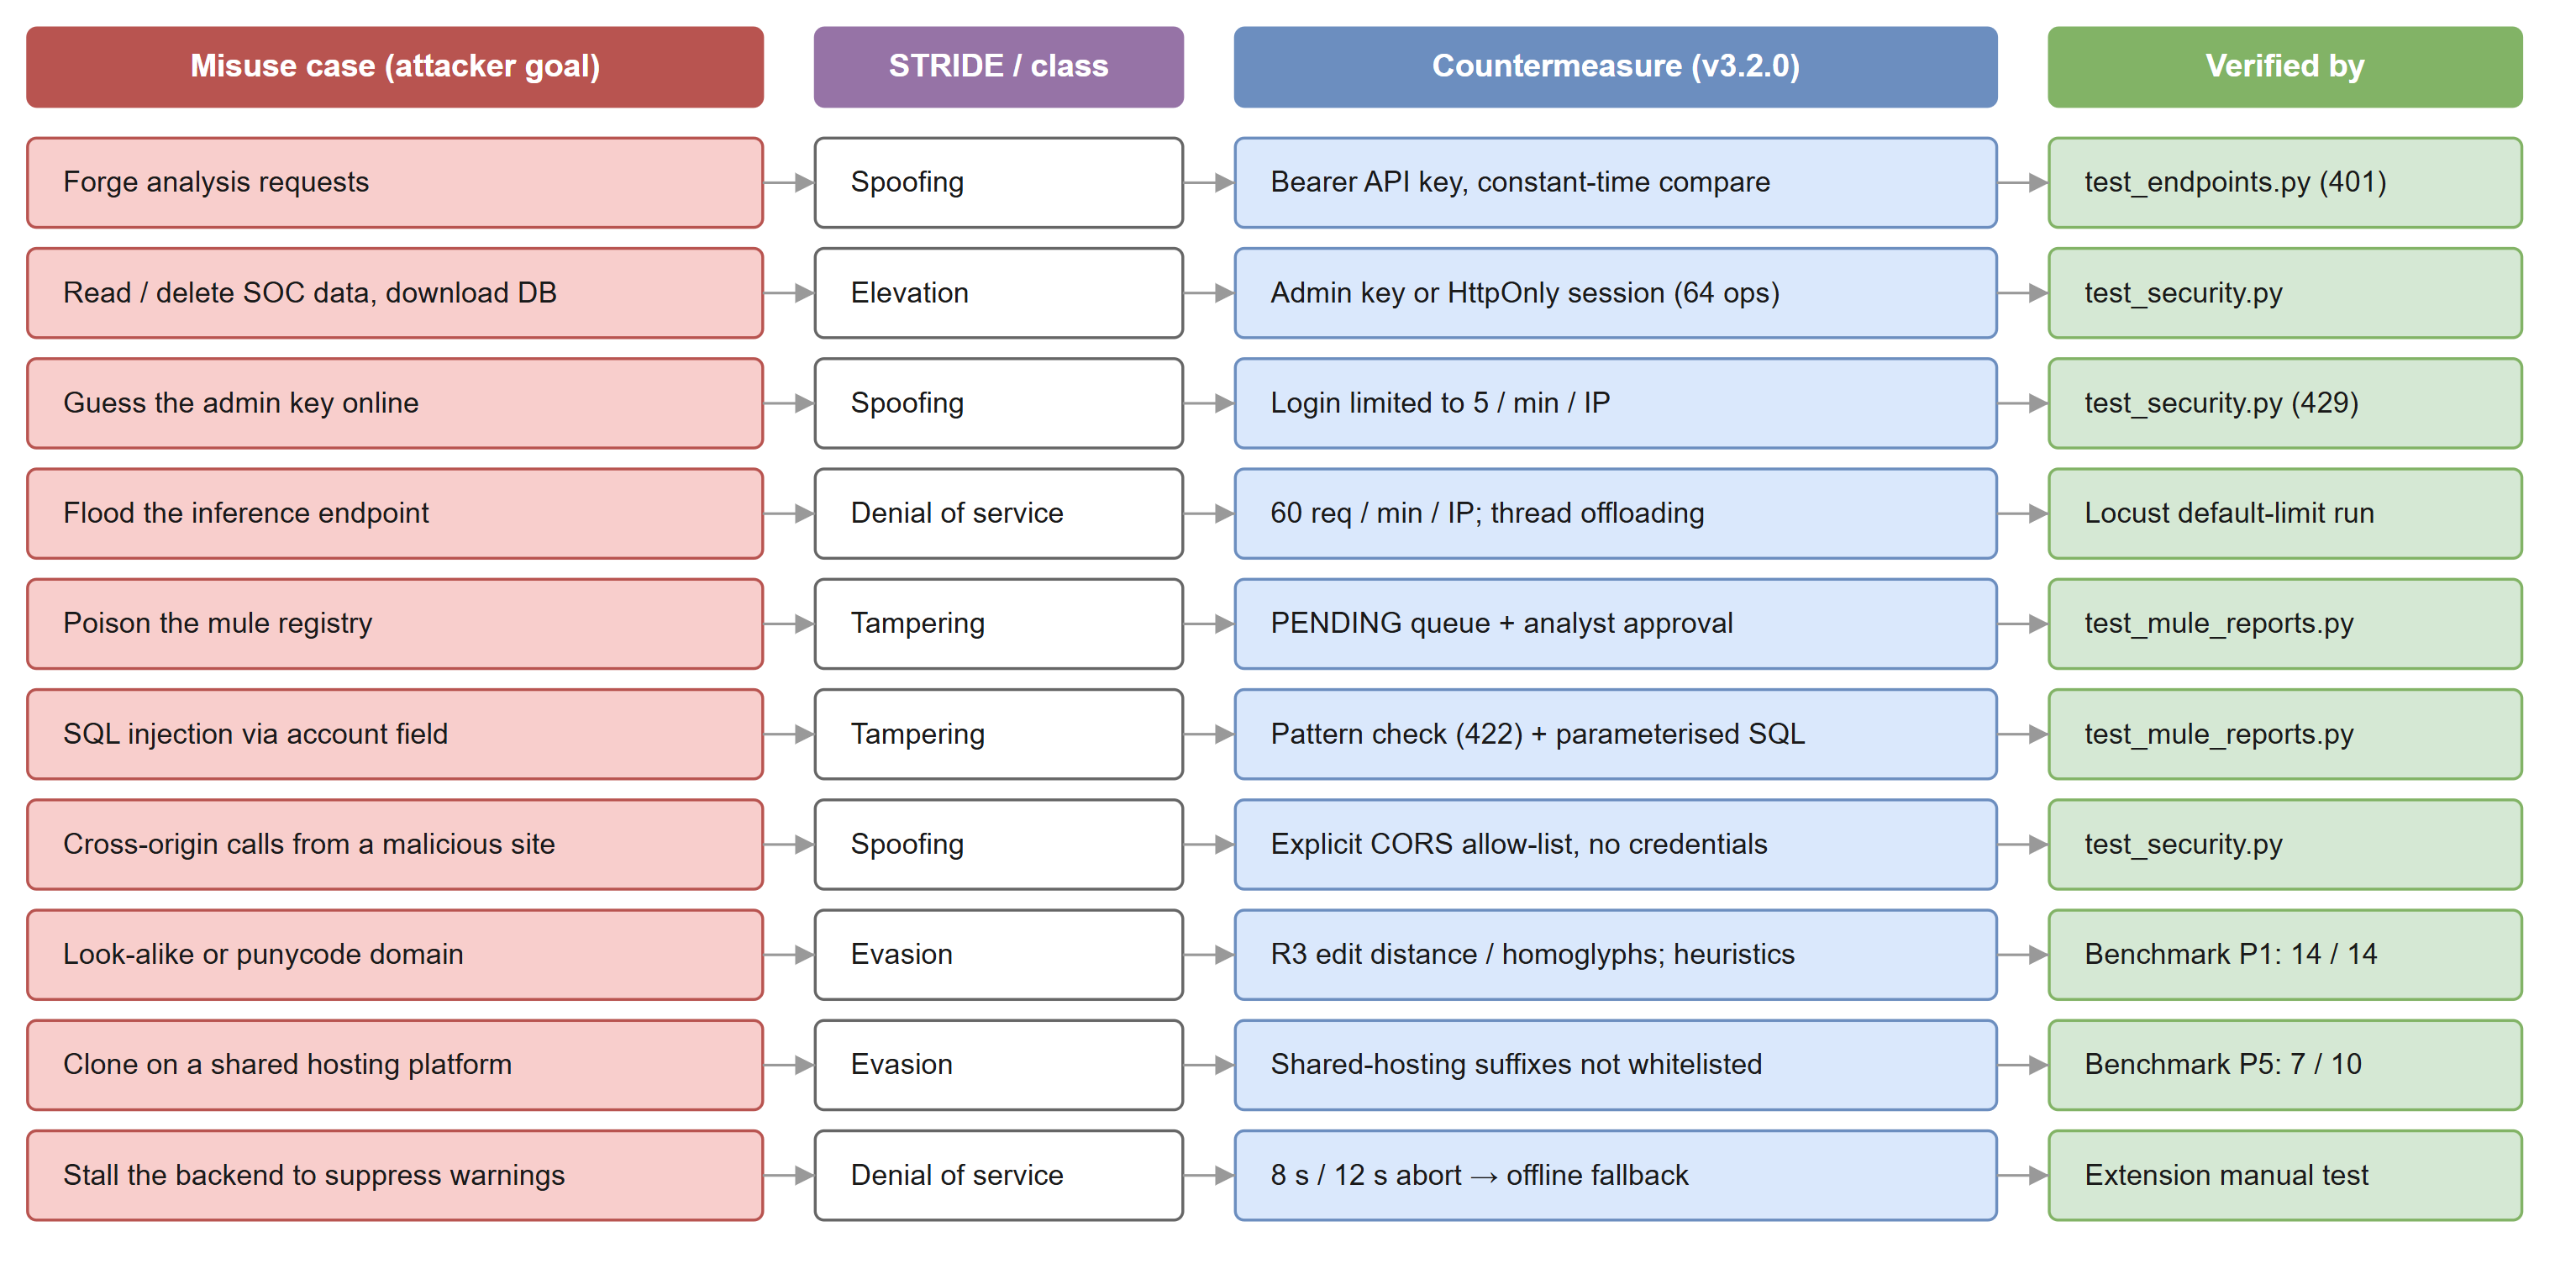 Misuse case (attacker goal)
STRIDE / class
Countermeasure (v3.2.0)
Verified by
Forge analysis requests
Spoofing
Bearer API key, constant-time compare
test_endpoints.py (401)
Read / delete SOC data, download DB
Elevation
Admin key or HttpOnly session (64 ops)
test_security.py
Guess the admin key online
Spoofing
Login limited to 5 / min / IP
test_security.py (429)
Flood the inference endpoint
Denial of service
60 req / min / IP; thread offloading
Locust default-limit run
Poison the mule registry
Tampering
PENDING queue + analyst approval
test_mule_reports.py
SQL injection via account field
Tampering
Pattern check (422) + parameterised SQL
test_mule_reports.py
Cross-origin calls from a malicious site
Spoofing
Explicit CORS allow-list, no credentials
test_security.py
Look-alike or punycode domain
Evasion
R3 edit distance / homoglyphs; heuristics
Benchmark P1: 14 / 14
Clone on a shared hosting platform
Evasion
Shared-hosting suffixes not whitelisted
Benchmark P5: 7 / 10
Stall the backend to suppress warnings
Denial of service
8 s / 12 s abort → offline fallback
Extension manual test